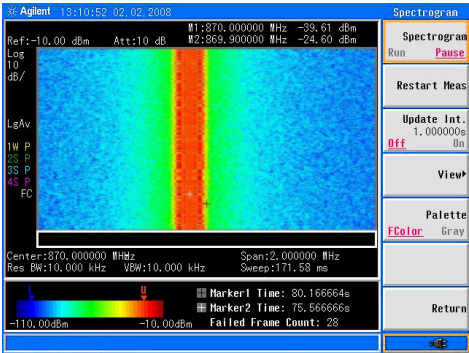 Agilent 13:10:52 02,02,2008
Spectrogram
M1:870.000000 MHz -39.61 dBm
Ref:-10.00 dBm Att:10 dB M2:869.900000 MHz -24.60 dBm
Log
10
dB/
LgAv
1W P
2S P
3S P
4S P
FC
Center:870.000000 Span:2.000000 MHz
Res BW:10.000 kHz VBW:10.000 kHz Sweep:171.58 ms
L U
-110.00dBm -10.00dBm
Marker1 Time: 80.166664s
Marker2 Time: 75.566666s
Failed Frame Count: 28
Spectrogram
Run Pause
Restart Meas
Update Int.
1.000000s
Off On
View
Palette
FColor Gray
Return